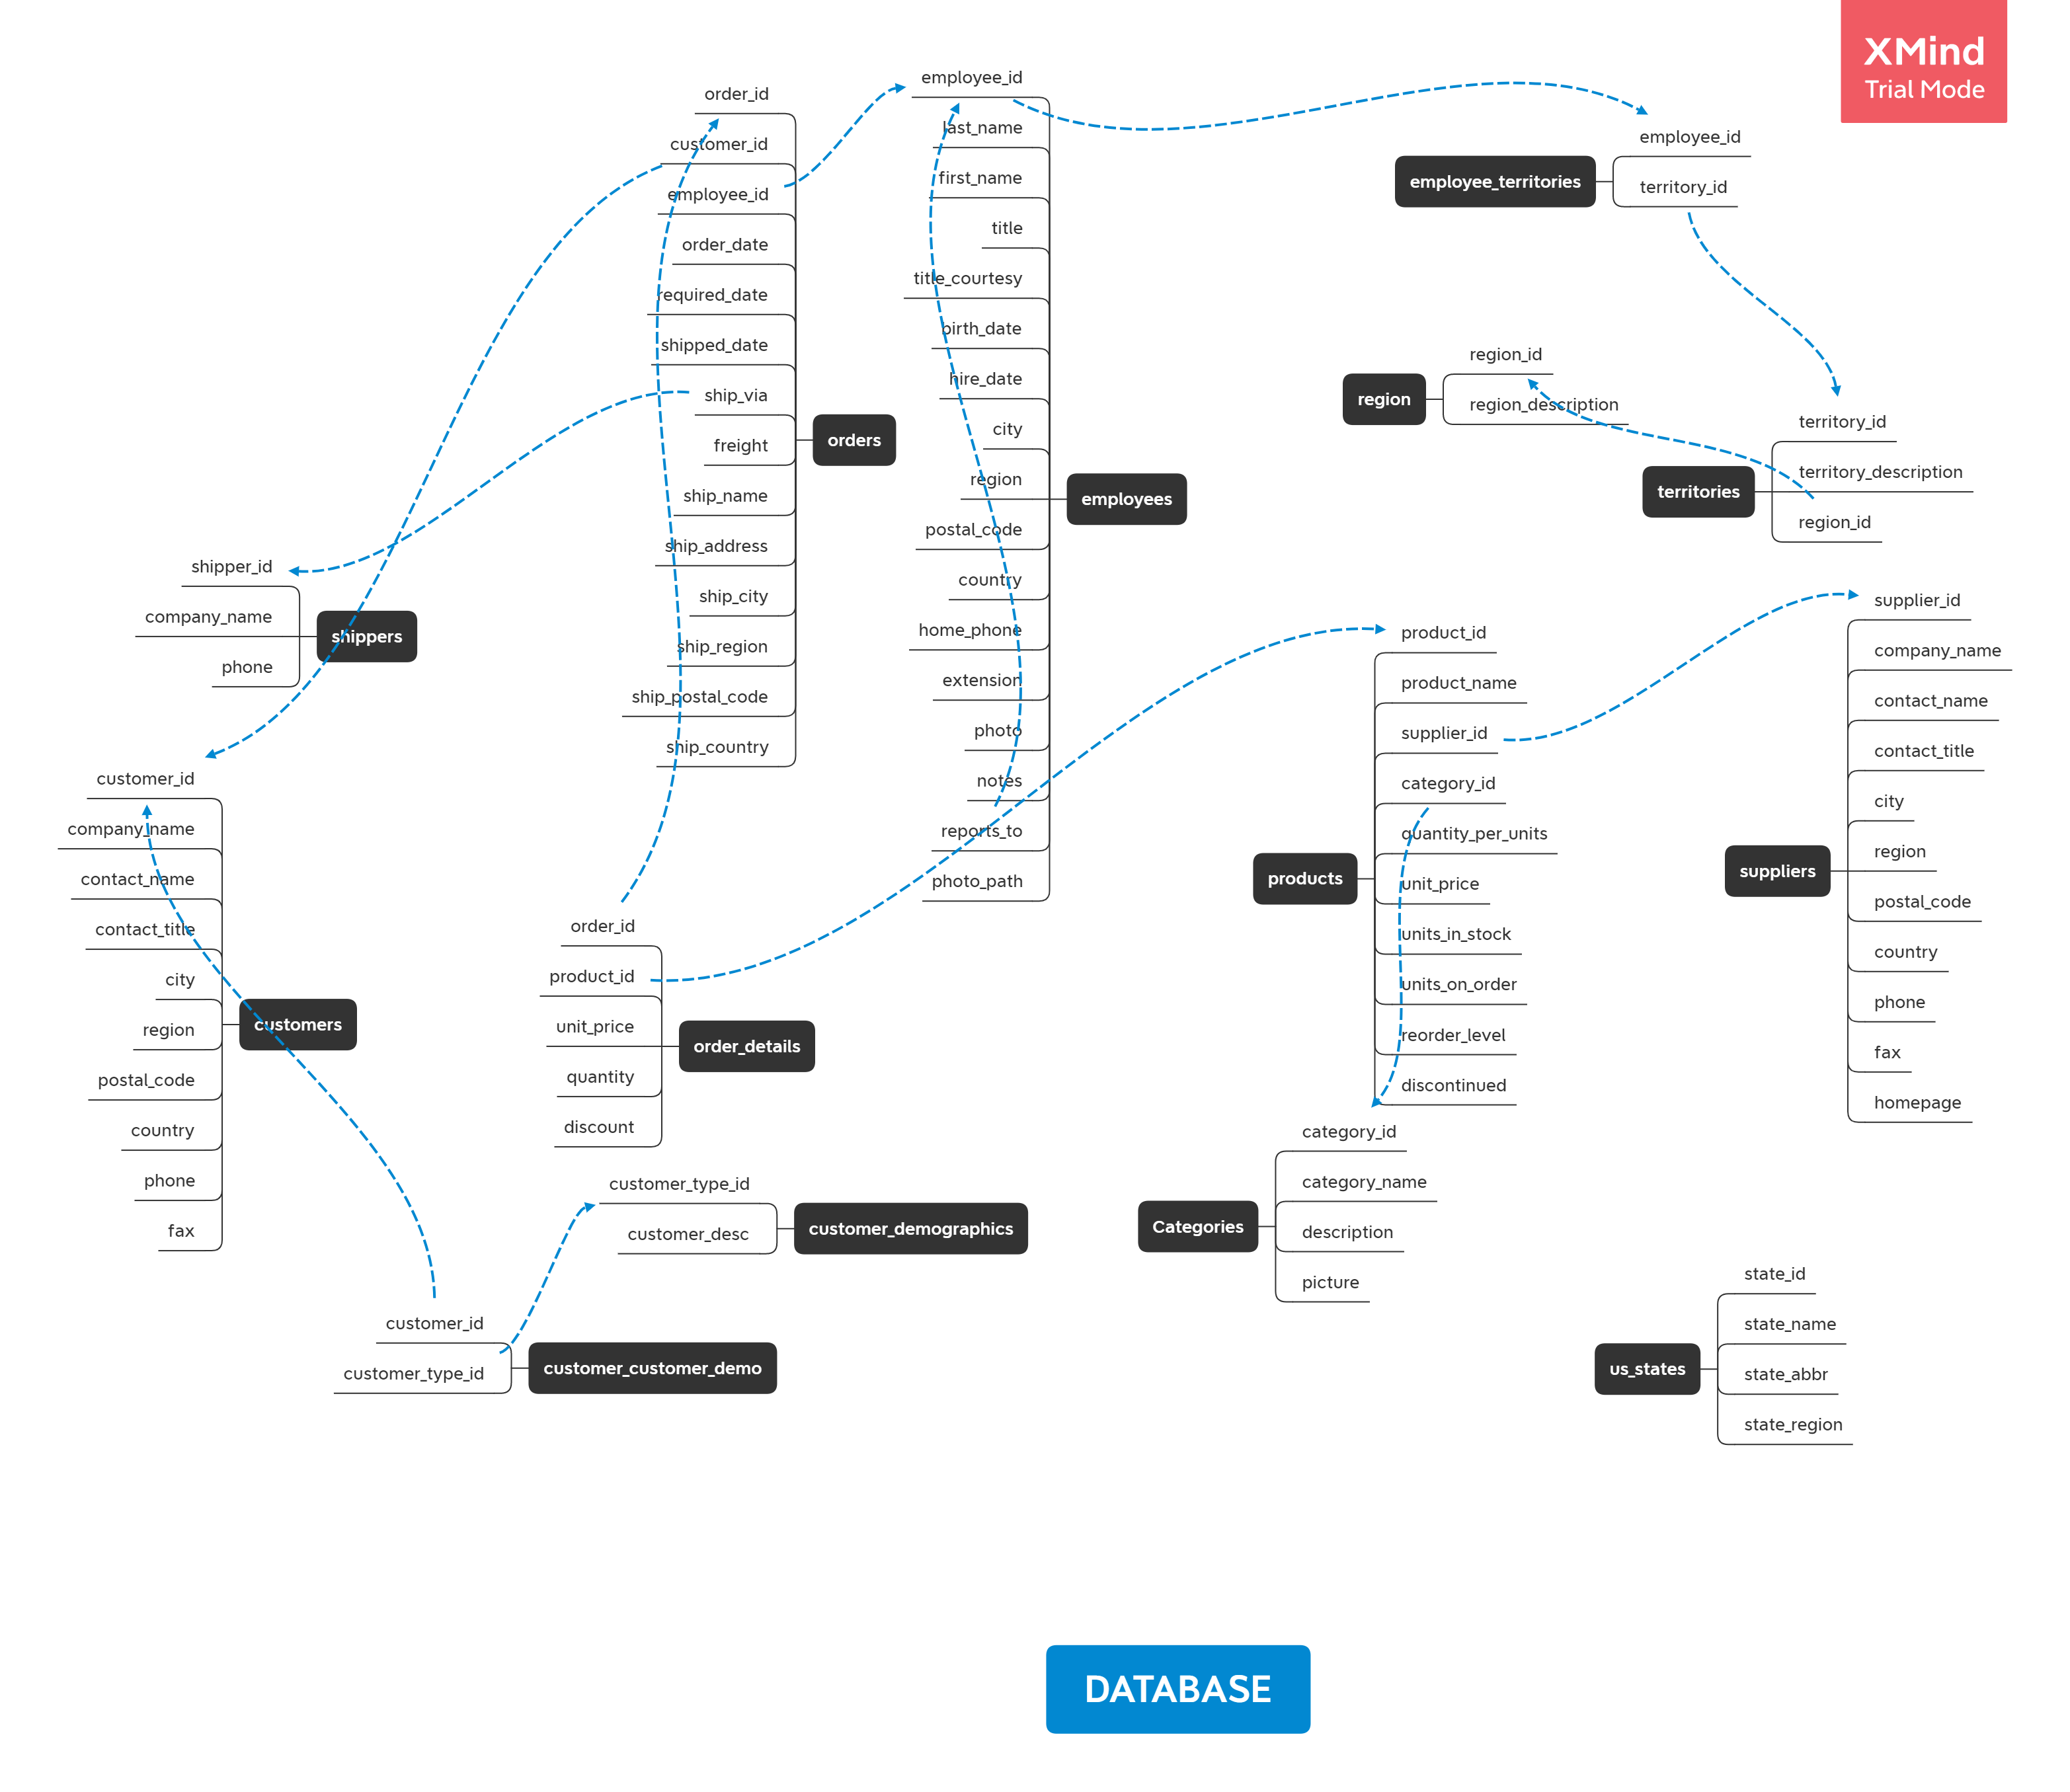 XMind
Trial Mode
order_id
customer_id
employee_id
order_date
required_date
shipped_date
ship_via
freight
ship_name
ship_address
ship_city
ship_region
ship_postal_code
ship_country
orders
employee_id
last_name
first_name
title
title_courtesy
birth_date
hire_date
city
region
postal_code
country
home_phone
extension
photo
notes
reports_to
photo_path
employees
employee_territories
employee_id
territory_id
region
region_id
region_description
territories
territory_id
territory_description
region_id
shipper_id
company_name
phone
shippers
customer_id
company_name
contact_name
contact_title
city
region
postal_code
country
phone
fax
customers
order_id
product_id
unit_price
quantity
discount
order_details
products
product_id
product_name
supplier_id
category_id
quantity_per_units
unit_price
units_in_stock
units_on_order
reorder_level
discontinued
suppliers
supplier_id
company_name
contact_name
contact_title
city
region
postal_code
country
phone
fax
homepage
customer_type_id
customer_desc
customer_demographics
Categories
category_id
category_name
description
picture
customer_id
customer_type_id
customer_customer_demo
us_states
state_id
state_name
state_abbr
state_region
DATABASE